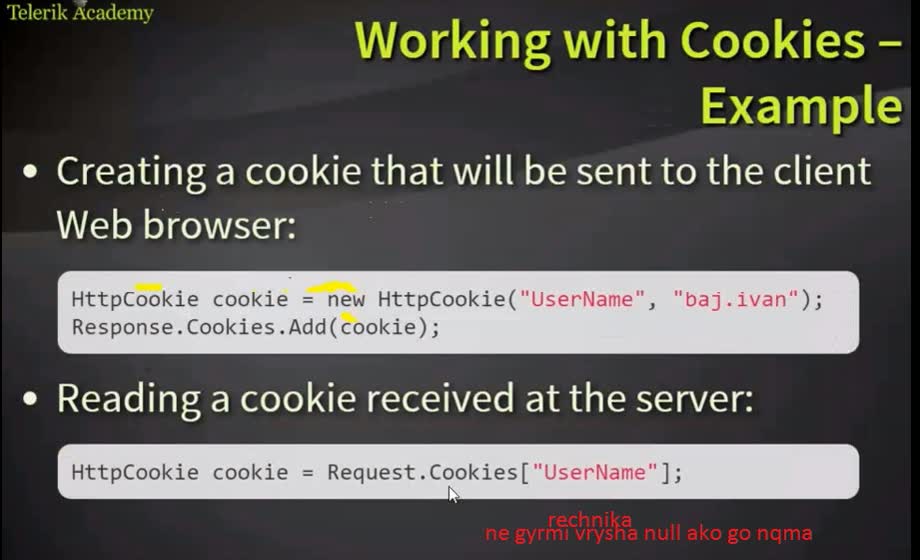 Telerik Academy
Working with Cookies –
Example
• Creating a cookie that will be sent to the client
Web browser:
HttpCookie cookie = new HttpCookie("UserName", "baj.ivan");
Response.Cookies.Add(cookie);
• Reading a cookie received at the server:
HttpCookie cookie = Request.Cookies["UserName"];
rechnika
ne gyrmi vrysha null ako go nqma